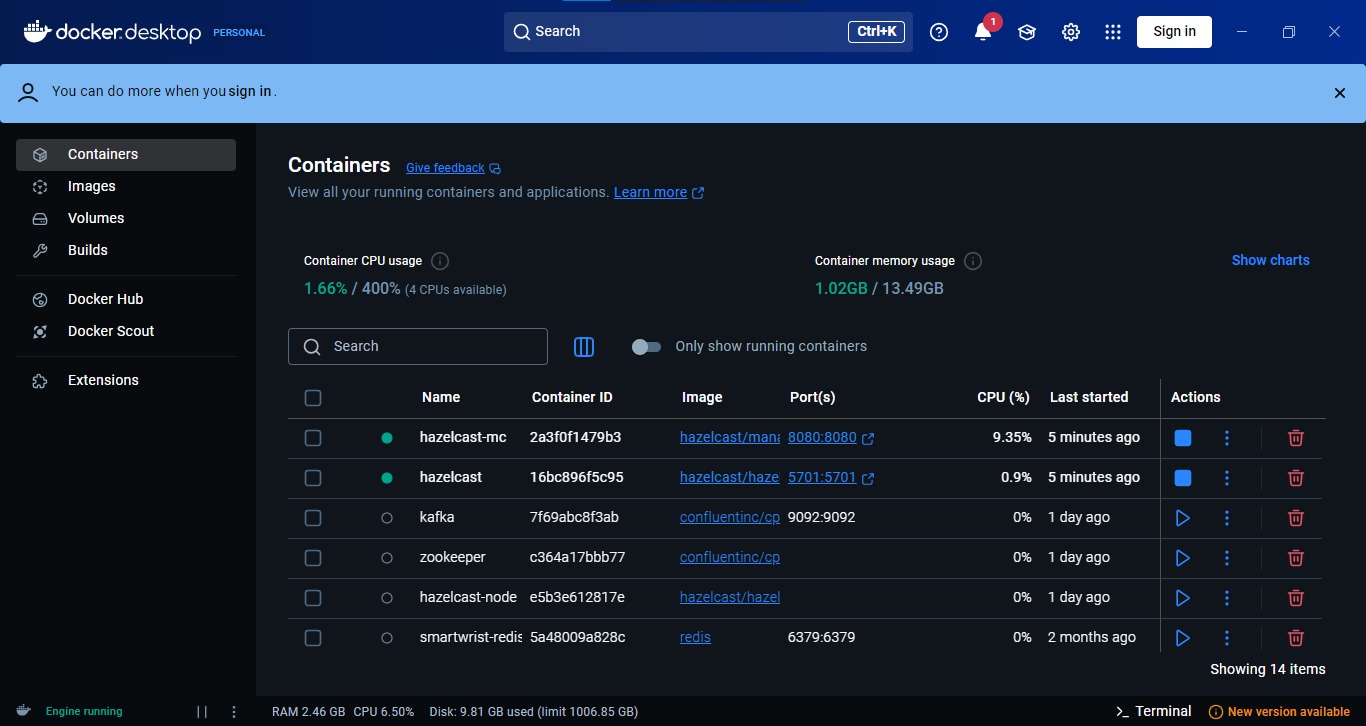 docker.desktop PERSONAL Search Ctrl+K 1 Sign in
You can do more when you sign in.
Containers
Images
Volumes
Builds
Docker Hub
Docker Scout
Extensions
Containers Give feedback
View all your running containers and applications. Learn more
Container CPU usage
1.66% / 400% (4 CPUs available)
Container memory usage
1.02GB / 13.49GB
Show charts
Search
Only show running containers
Name Container ID Image Port(s) CPU (%) Last started Actions
hazelcast-mc 2a3f0f1479b3 hazelcast/mana 8080:8080 9.35% 5 minutes ago
hazelcast 16bc896f5c95 hazelcast/haze 5701:5701 0.9% 5 minutes ago
kafka 7f69abc8f3ab confluentinc/cp 9092:9092 0% 1 day ago
zookeeper c364a17bbb77 confluentinc/cp 0% 1 day ago
hazelcast-node e5b3e612817e hazelcast/hazel 0% 1 day ago
smartwrist-redis 5a48009a828c redis 6379:6379 0% 2 months ago
Showing 14 items
Engine running RAM 2.46 GB CPU 6.50% Disk: 9.81 GB used (limit 1006.85 GB) Terminal New version available